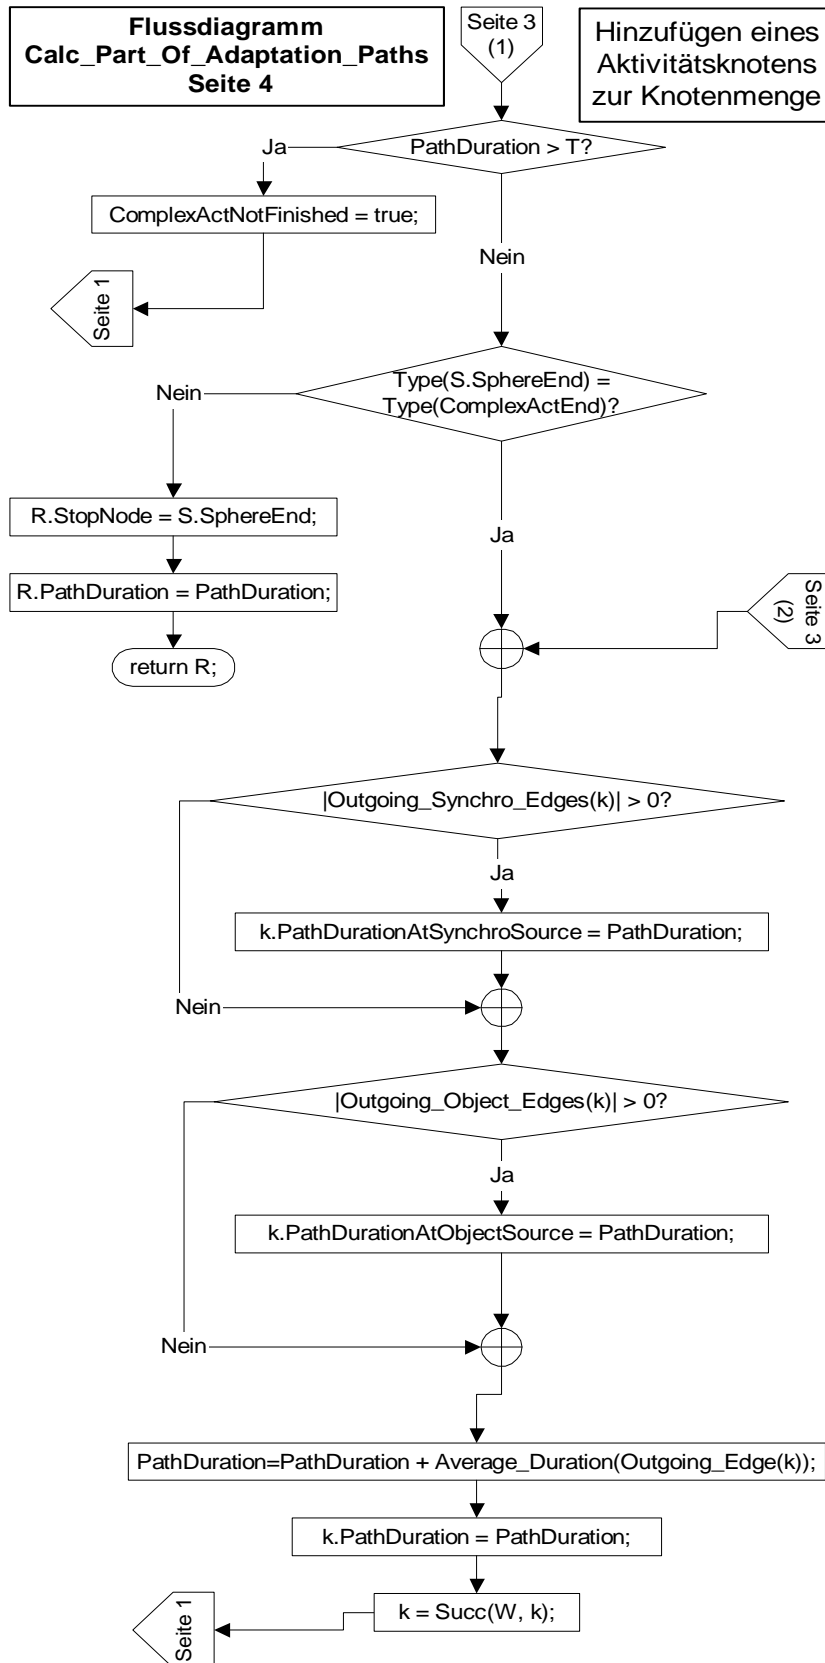 Flussdiagramm
Calc_Part_Of_Adaptation_Paths
Seite 4
Seite 3
(1)
Hinzufügen eines
Aktivitätsknotens
zur Knotenmenge
PathDuration > T?
Ja
ComplexActNotFinished = true;
Nein
Seite 1
Type(S.SphereEnd) =
Type(ComplexActEnd)?
Nein
R.StopNode = S.SphereEnd;
Ja
R.PathDuration = PathDuration;
Seite 3
(2)
return R;
|Outgoing_Synchro_Edges(k)| > 0?
Ja
k.PathDurationAtSynchroSource = PathDuration;
Nein
|Outgoing_Object_Edges(k)| > 0?
Ja
k.PathDurationAtObjectSource = PathDuration;
Nein
PathDuration=PathDuration + Average_Duration(Outgoing_Edge(k));
k.PathDuration = PathDuration;
k = Succ(W, k);
Seite 1